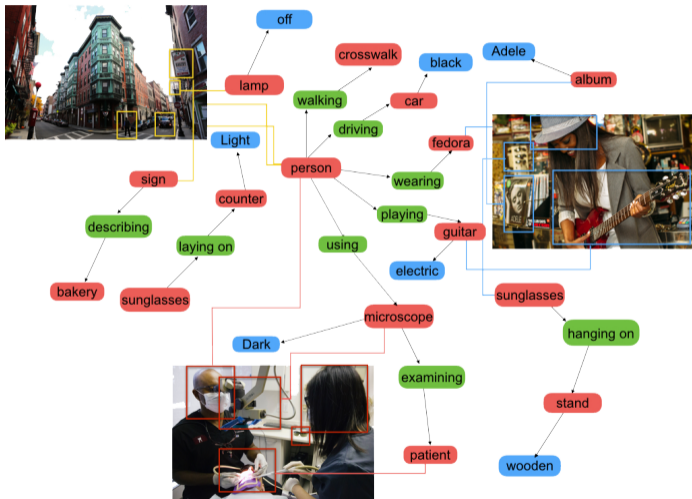 off
Adele
crosswalk
black
lamp
album
walking
car
driving
Light
fedora
person
sign
wearing
counter
playing
describing
guitar
laying on
using
electric
bakery
sunglasses
sunglasses
microscope
hanging on
Dark
examining
stand
patient
wooden